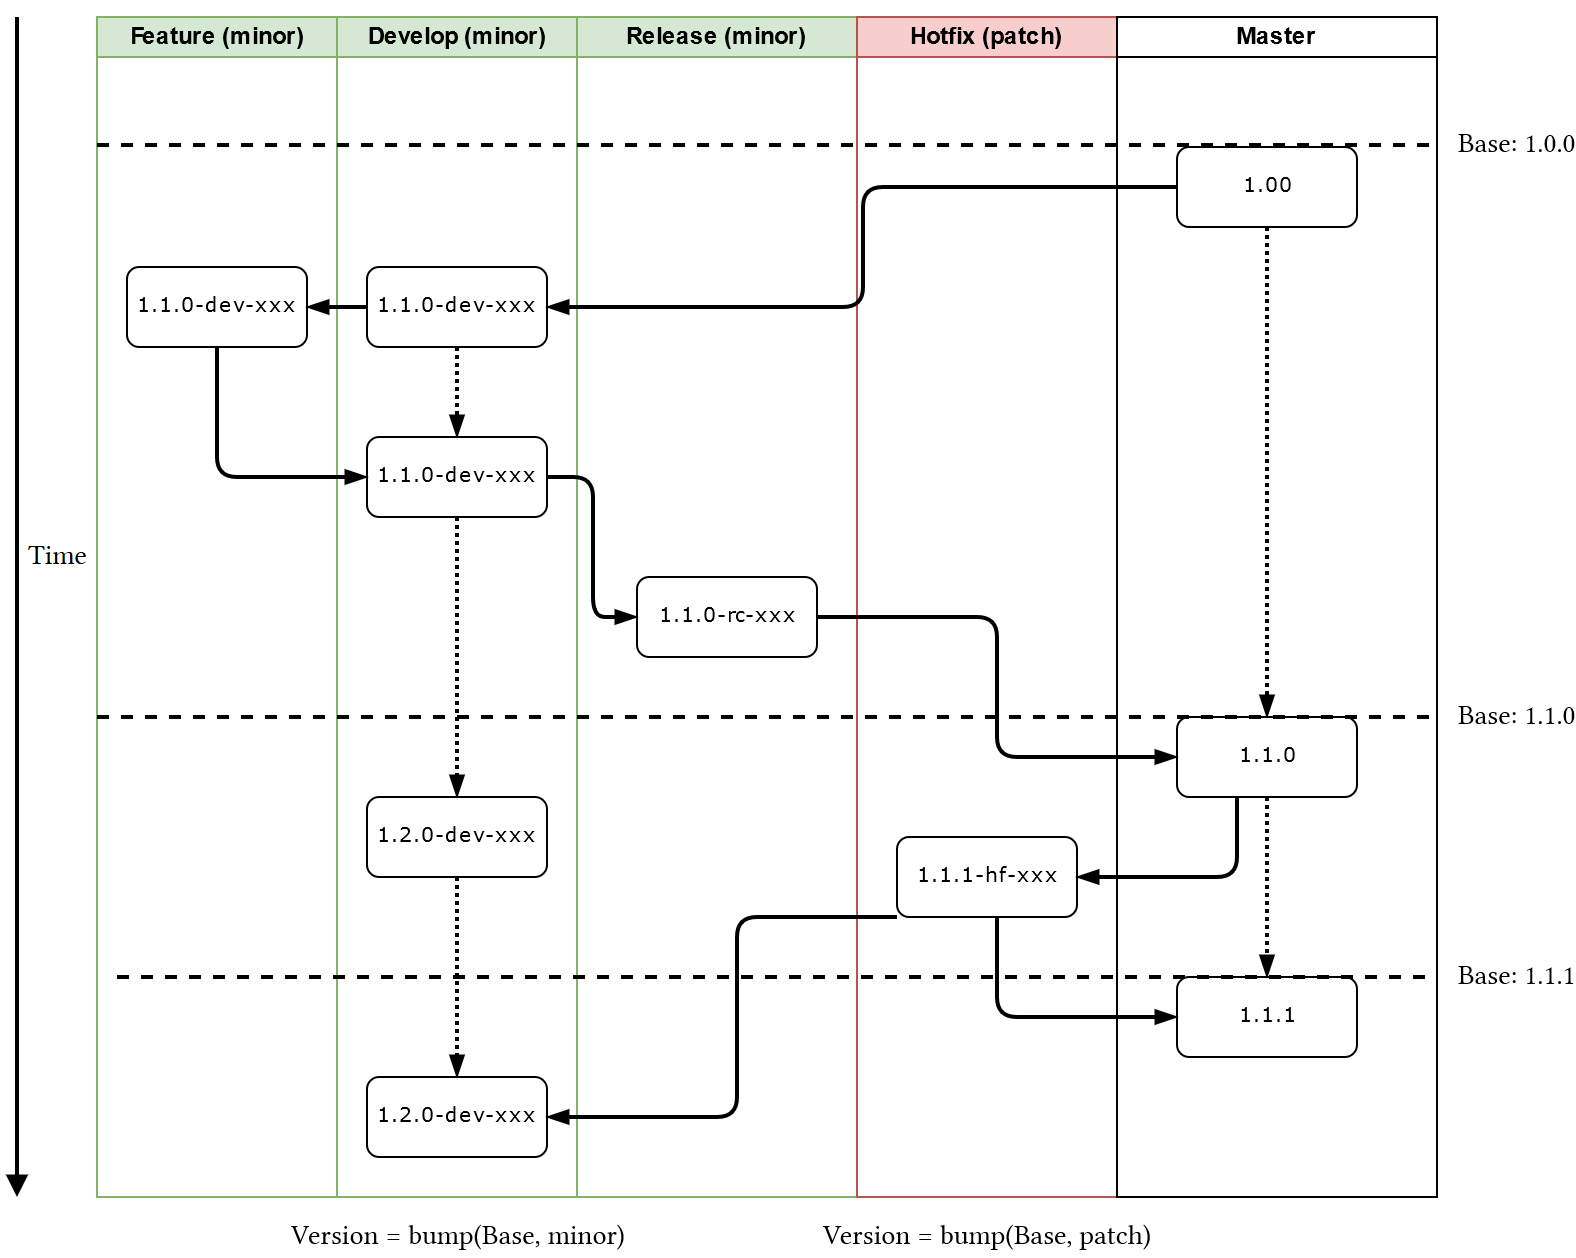 Feature (minor)
Develop (minor)
Release (minor)
Hotfix (patch)
Master
Base: 1.0.0
1.00
1.1.0-dev-xxx
1.1.0-dev-xxx
1.1.0-dev-xxx
Time
1.1.0-rc-xxx
Base: 1.1.0
1.1.0
1.2.0-dev-xxx
1.1.1-hf-xxx
Base: 1.1.1
1.1.1
1.2.0-dev-xxx
Version = bump(Base, minor)
Version = bump(Base, patch)